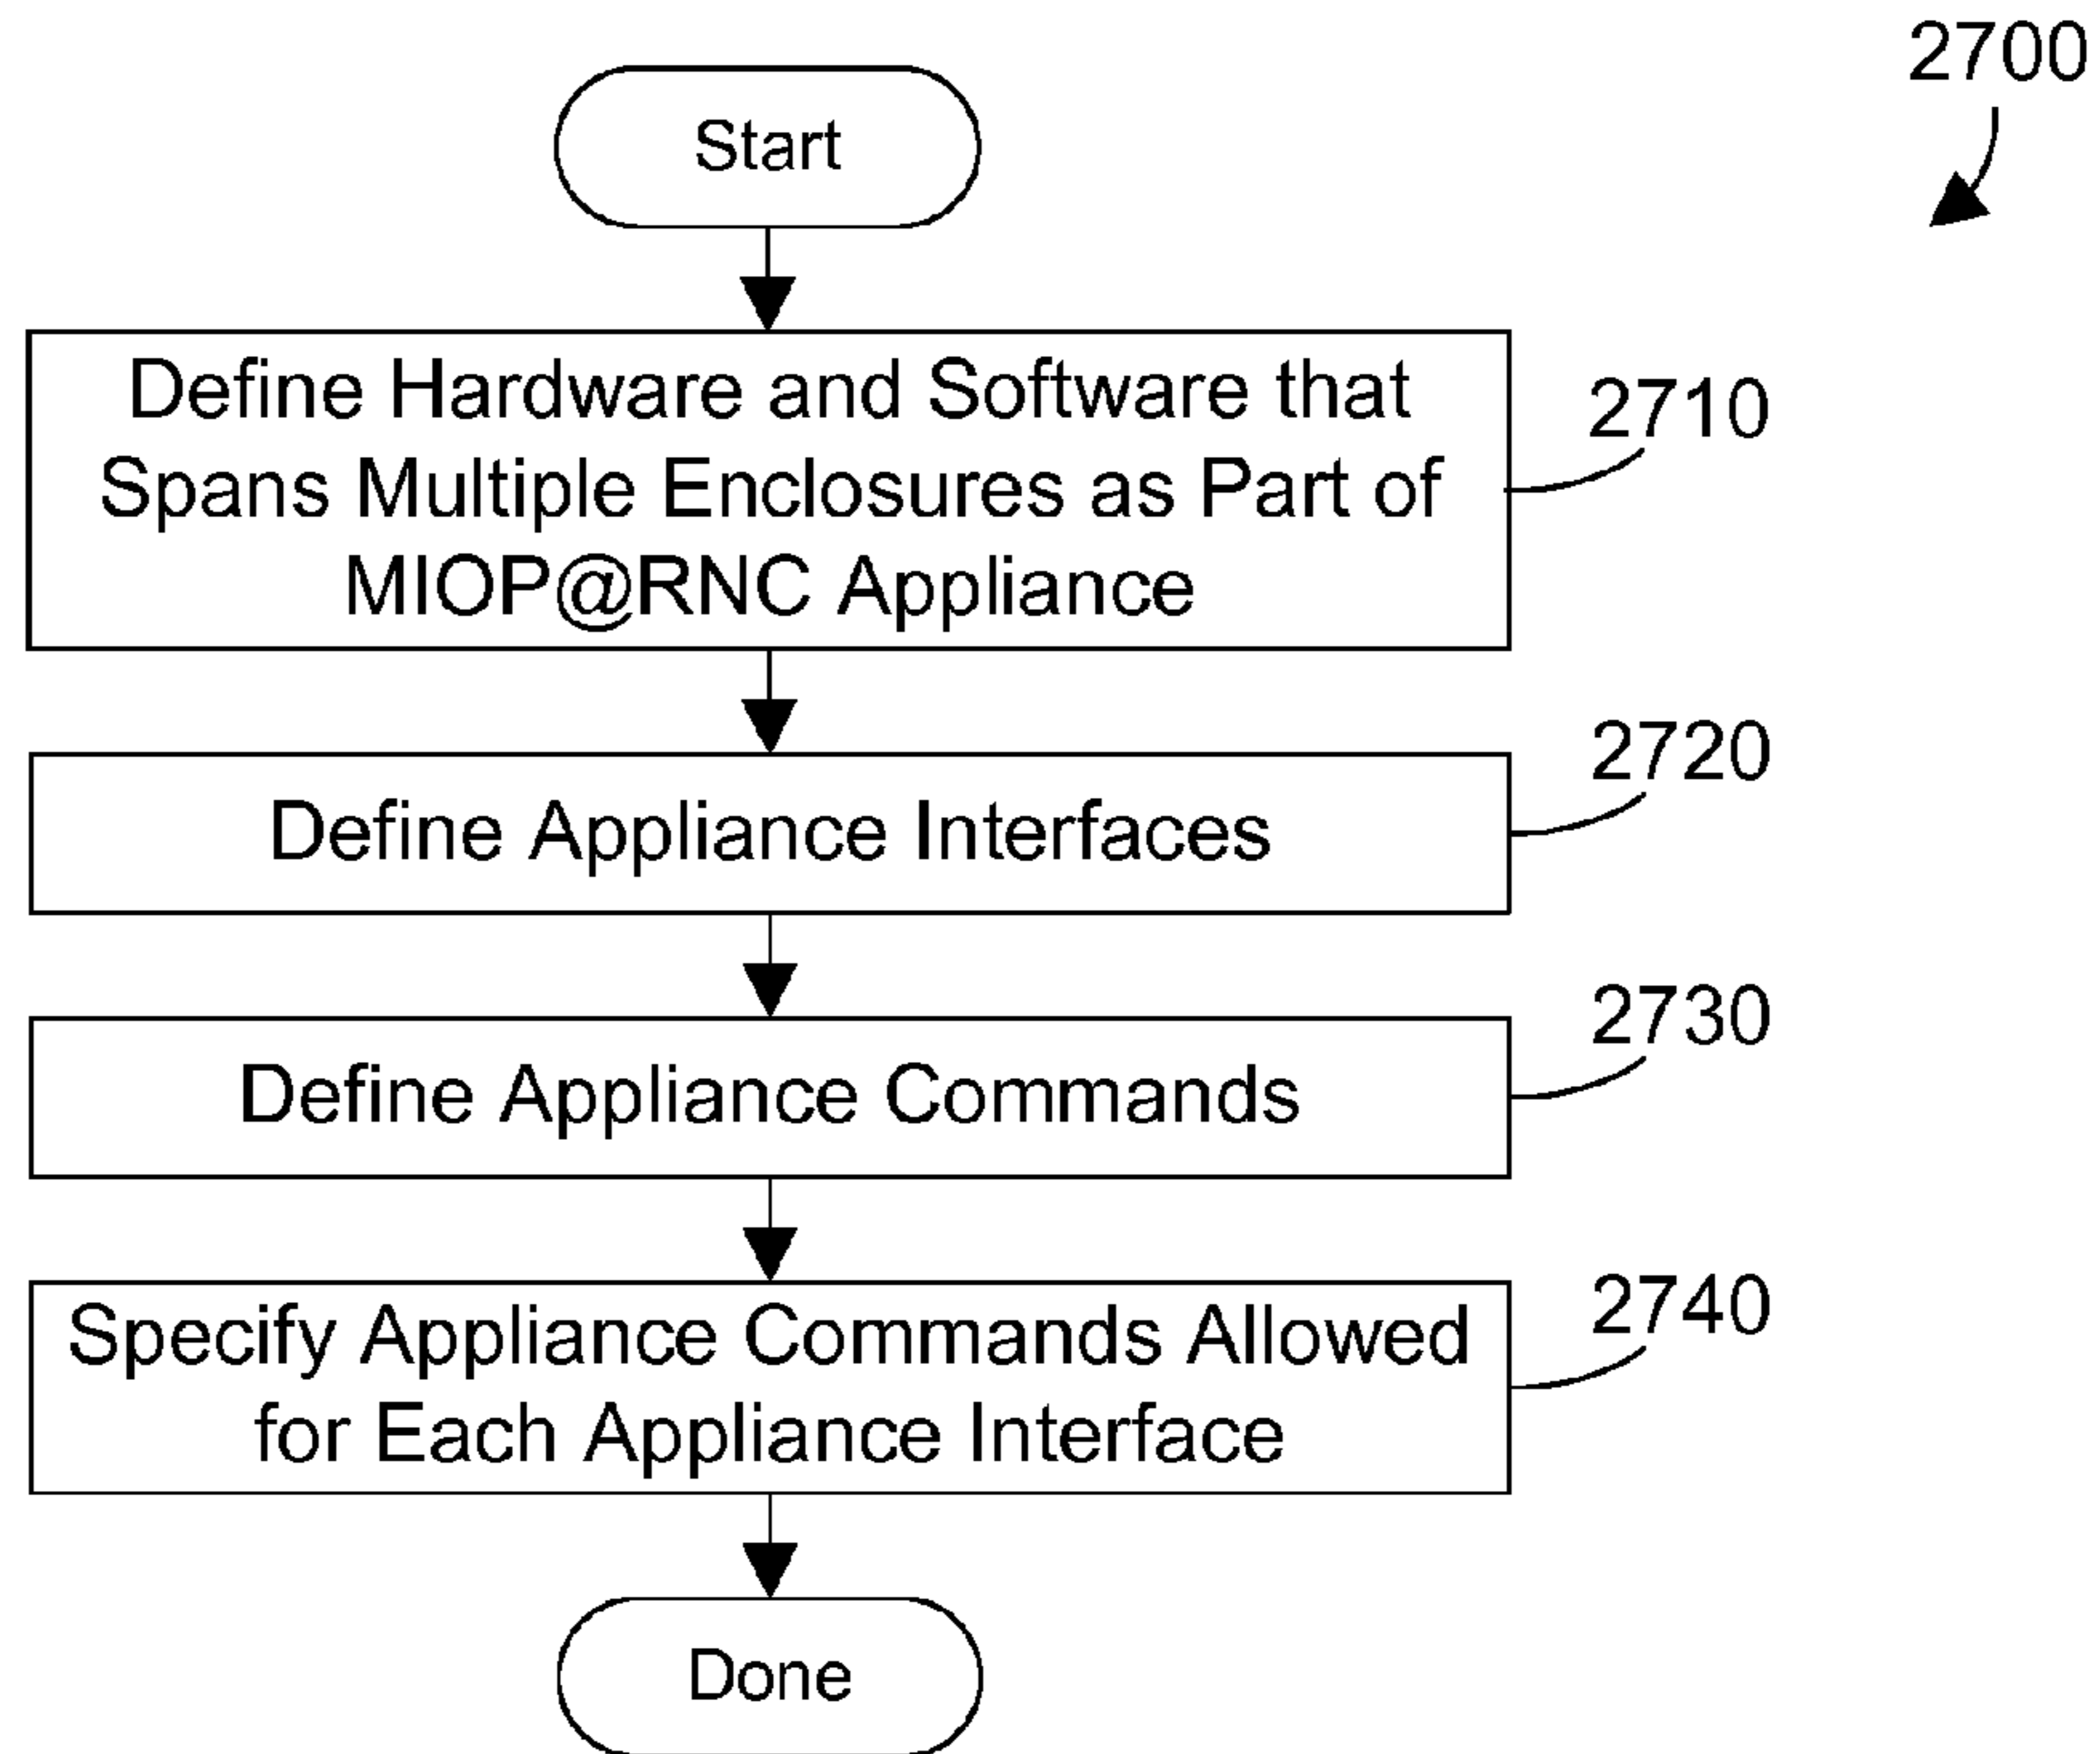 2700
Start
Define Hardware and Software that
Spans Multiple Enclosures as Part of
MIOP@RNC Appliance
2710
Define Appliance Interfaces
2720
Define Appliance Commands
2730
Specify Appliance Commands Allowed
for Each Appliance Interface
2740
Done